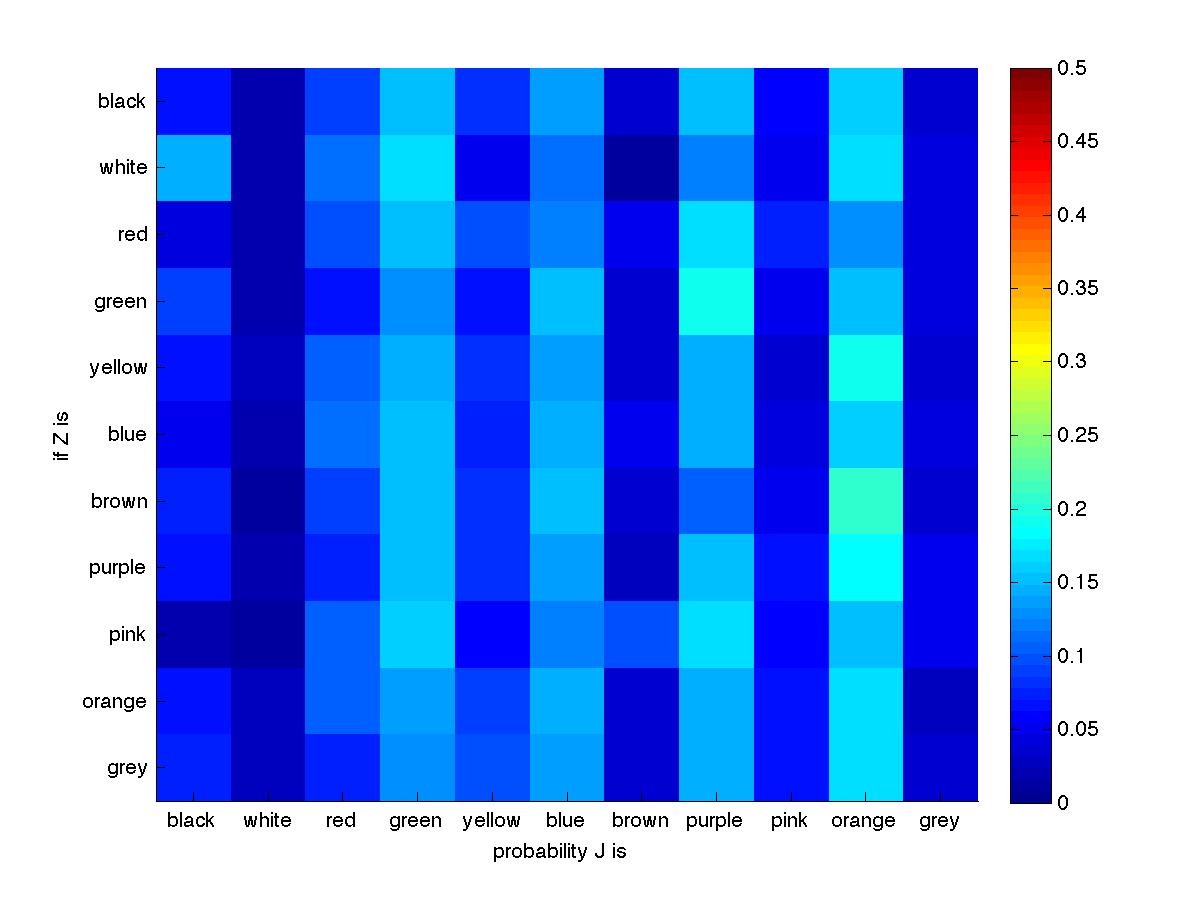 black
white
red
green
yellow
blue
brown
purple
pink
orange
grey
if Z is
black white red green yellow blue brown purple pink orange grey
probability J is
0.5
0.45
0.4
0.35
0.3
0.25
0.2
0.15
0.1
0.05
0